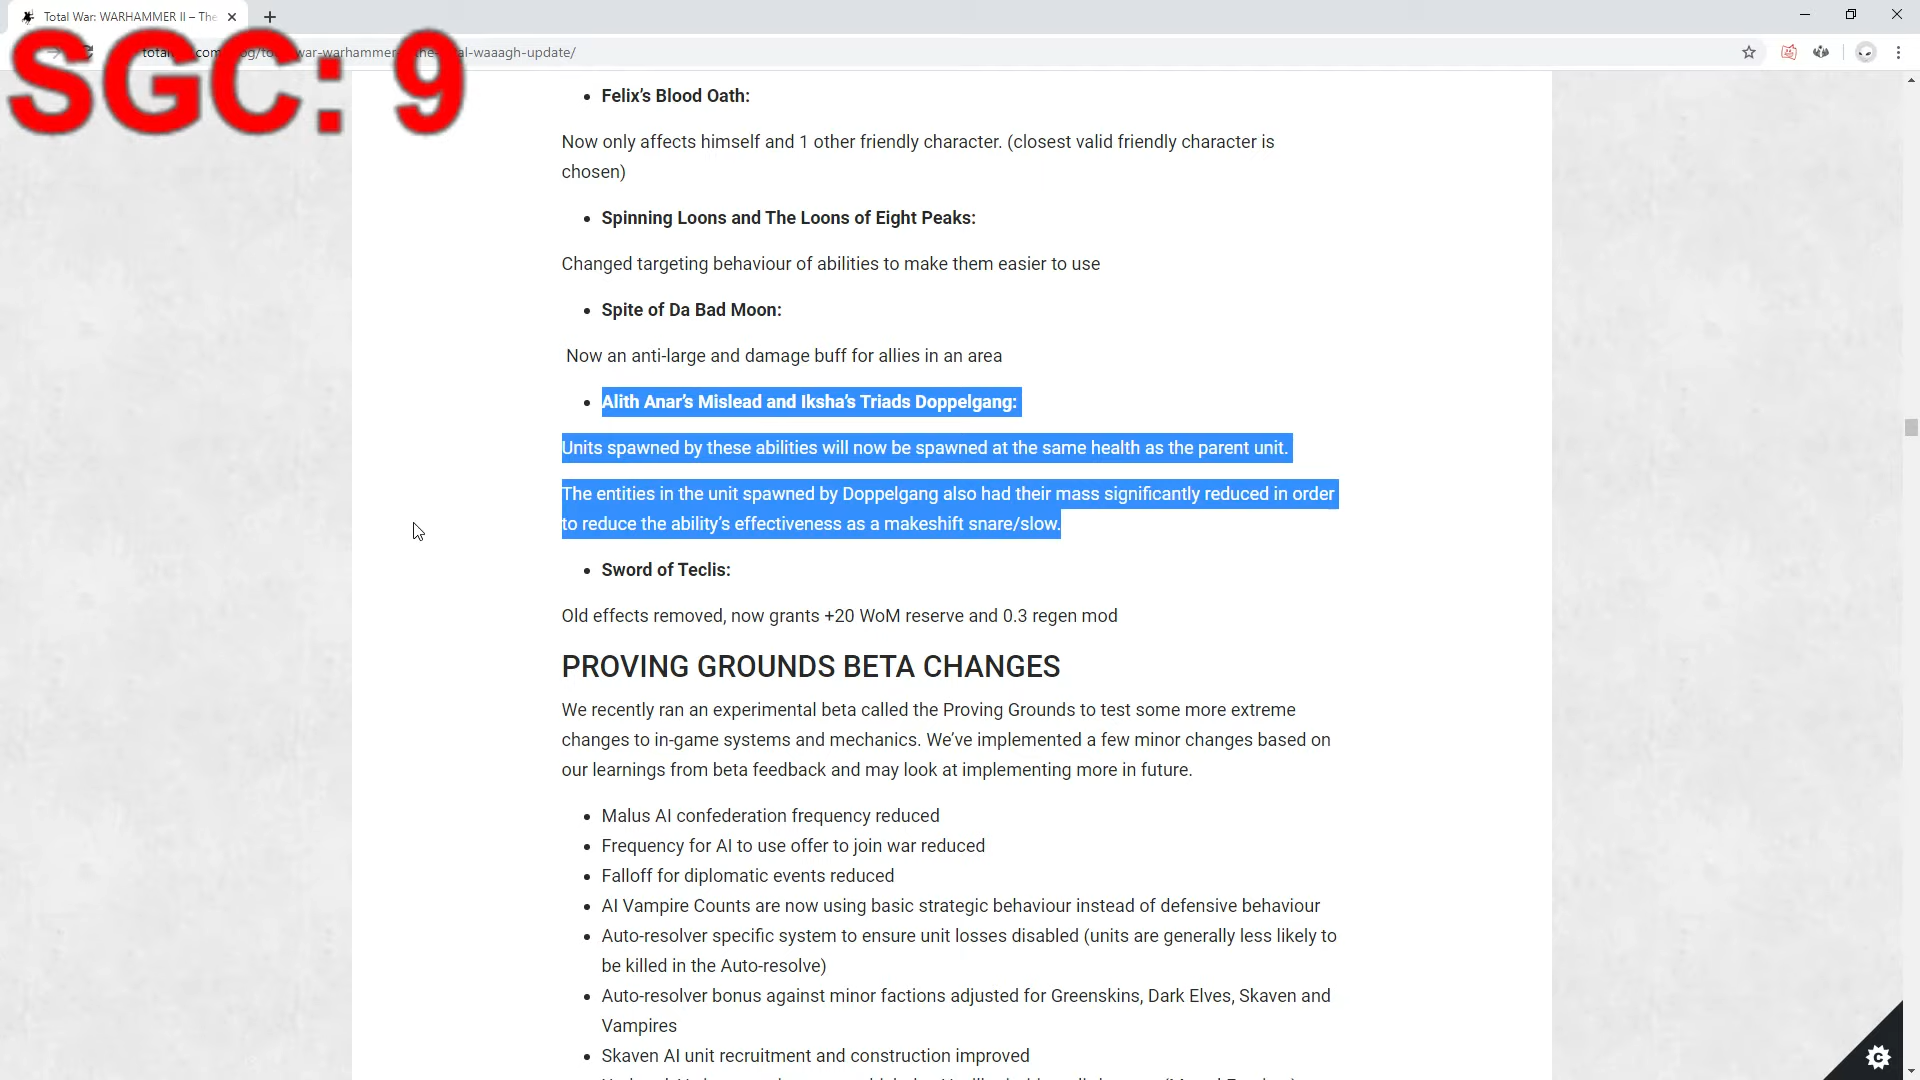 Total War: WARHAMMER II – The
SGC: 9
al-waaagh-update/
Felix’s Blood Oath:
Now only affects himself and 1 other friendly character. (closest valid friendly character is
chosen)
Spinning Loons and The Loons of Eight Peaks:
Changed targeting behaviour of abilities to make them easier to use
Spite of Da Bad Moon:
Now an anti-large and damage buff for allies in an area
Alith Anar’s Mislead and Iksha’s Triads Doppelgang:
Units spawned by these abilities will now be spawned at the same health as the parent unit.
The entities in the unit spawned by Doppelgang also had their mass significantly reduced in order
to reduce the ability’s effectiveness as a makeshift snare/slow.
Sword of Teclis:
Old effects removed, now grants +20 WoM reserve and 0.3 regen mod
PROVING GROUNDS BETA CHANGES
We recently ran an experimental beta called the Proving Grounds to test some more extreme
changes to in-game systems and mechanics. We’ve implemented a few minor changes based on
our learnings from beta feedback and may look at implementing more in future.
Malus AI confederation frequency reduced
Frequency for AI to use offer to join war reduced
Falloff for diplomatic events reduced
AI Vampire Counts are now using basic strategic behaviour instead of defensive behaviour
Auto-resolver specific system to ensure unit losses disabled (units are generally less likely to
be killed in the Auto-resolve)
Auto-resolver bonus against minor factions adjusted for Greenskins, Dark Elves, Skaven and
Vampires
Skaven AI unit recruitment and construction improved